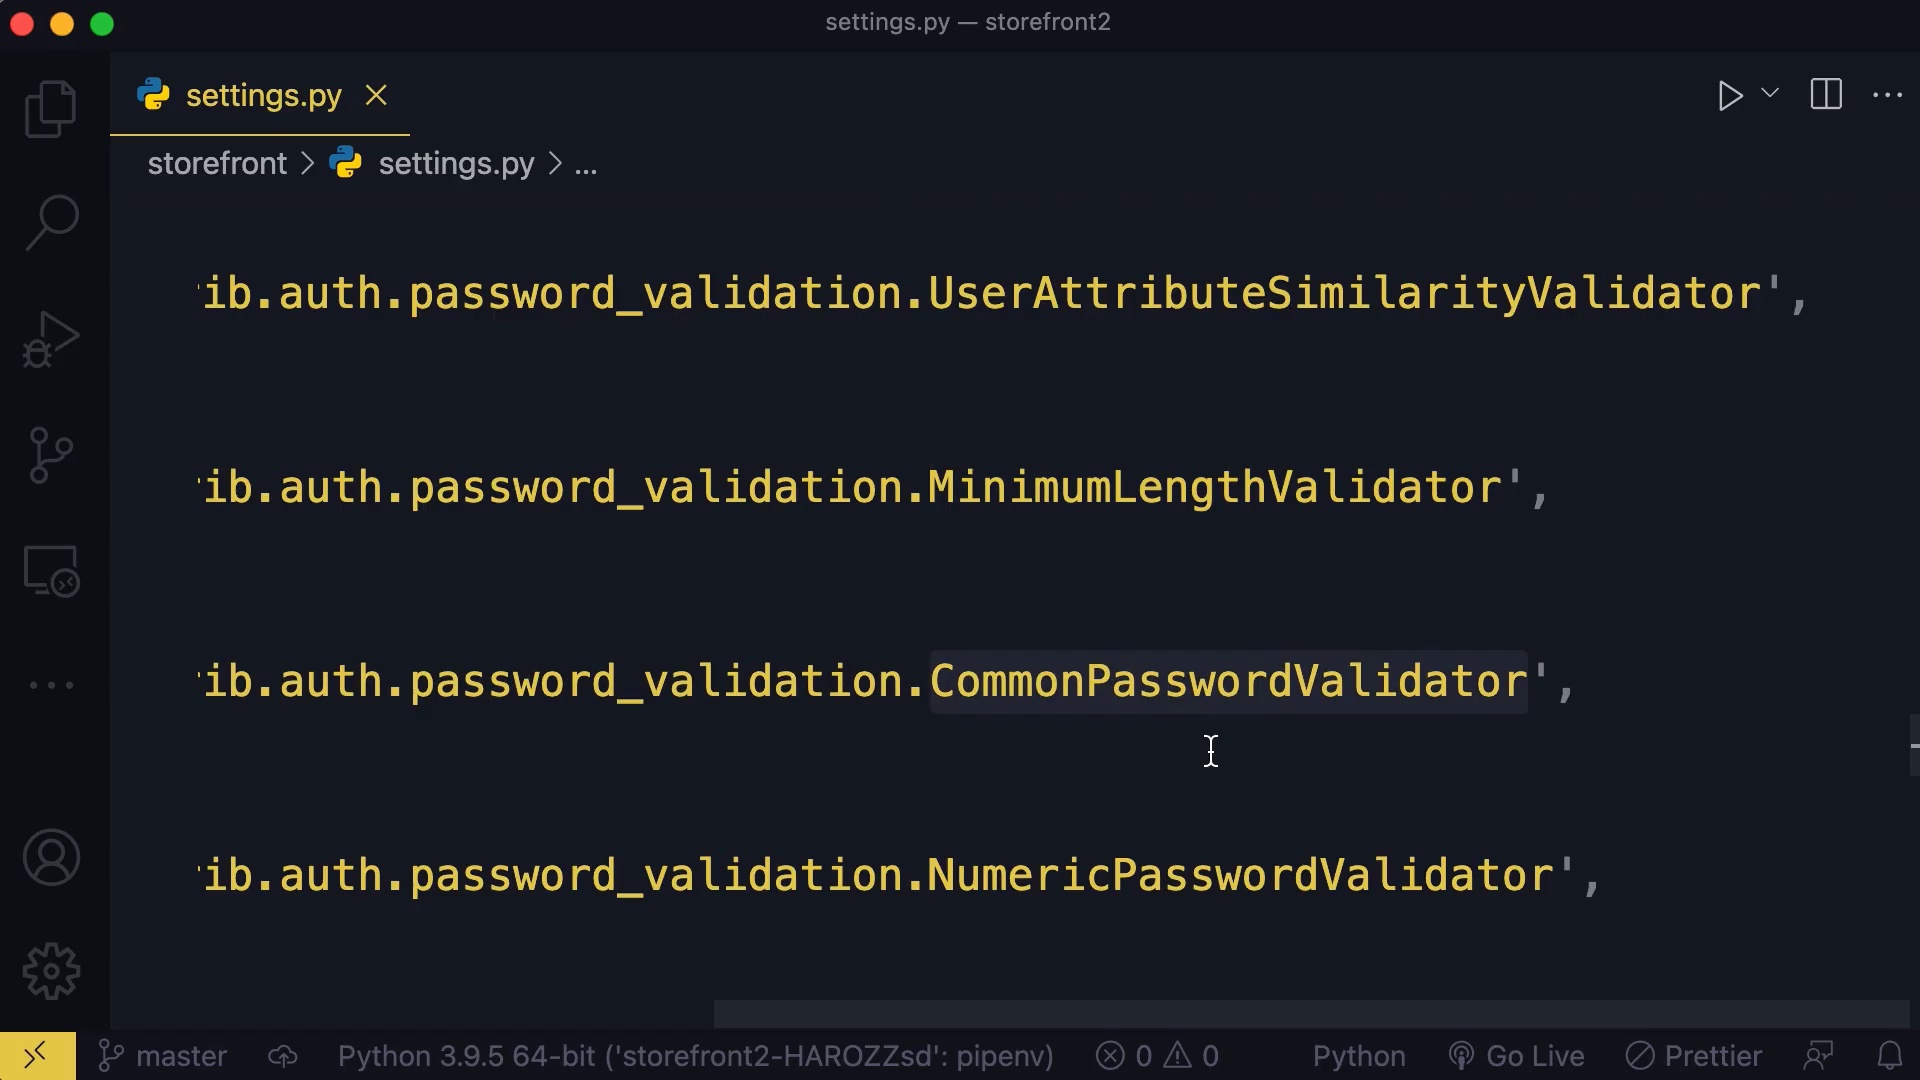 settings.py — storefront2
settings.py
storefront > settings.py > ...
ib.auth.password_validation.UserAttributeSimilarityValidator',
ib.auth.password_validation.MinimumLengthValidator',
ib.auth.password_validation.CommonPasswordValidator',
ib.auth.password_validation.NumericPasswordValidator',
master Python 3.9.5 64-bit ('storefront2-HAROZZsd': pipenv) 0 0 Python Go Live Prettier